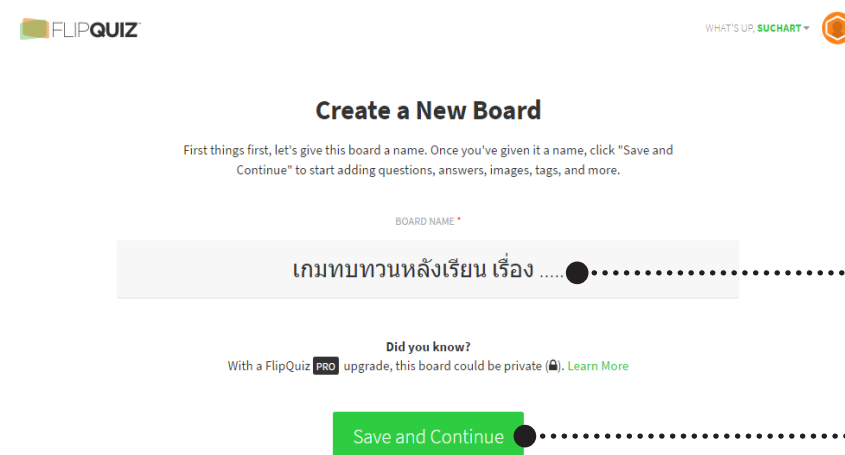 FLIPQUIZ
WHAT'S UP, SUCHART
Create a New Board
First things first, let's give this board a name. Once you've given it a name, click "Save and
Continue" to start adding questions, answers, images, tags, and more.
BOARD NAME *
เกมทบทวนหลังเรียน เรื่อง .....
Did you know?
With a FlipQuiz PRO upgrade, this board could be private (). Learn More
Save and Continue